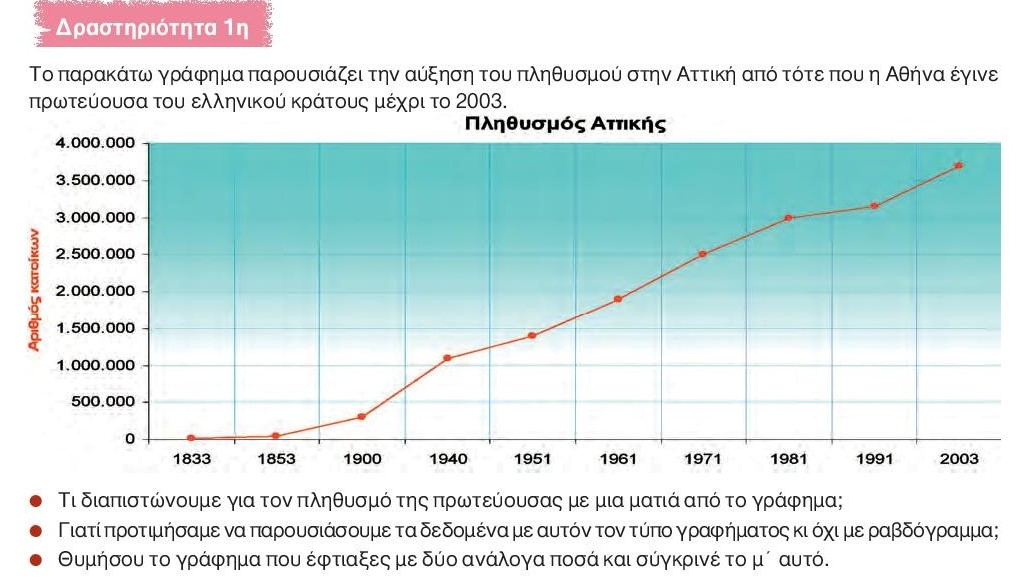 Δραστηριότητα 1η
Το παρακάτω γράφημα παρουσιάζει την αύξηση του πληθυσμού στην Αττική από τότε που η Αθήνα έγινε
πρωτεύουσα του ελληνικού κράτους μέχρι το 2003.
Πληθυσμός Αττικής
4.000.000
3.500.000
3.000.000
2.500.000
2.000.000
1.500.000
1.000.000
500.000
0
Αριθμός κατοίκων
1833 1853 1900 1940 1951 1961 1971 1981 1991 2003
● Τι διαπιστώνουμε για τον πληθυσμό της πρωτεύουσας με μια ματιά από το γράφημα;
● Γιατί προτιμήσαμε να παρουσιάσουμε τα δεδομένα με αυτόν τον τύπο γραφήματος κι όχι με ραβδόγραμμα;
● Θυμήσου το γράφημα που έφτιαξες με δύο ανάλογα ποσά και σύγκρινέ το μ΄ αυτό.